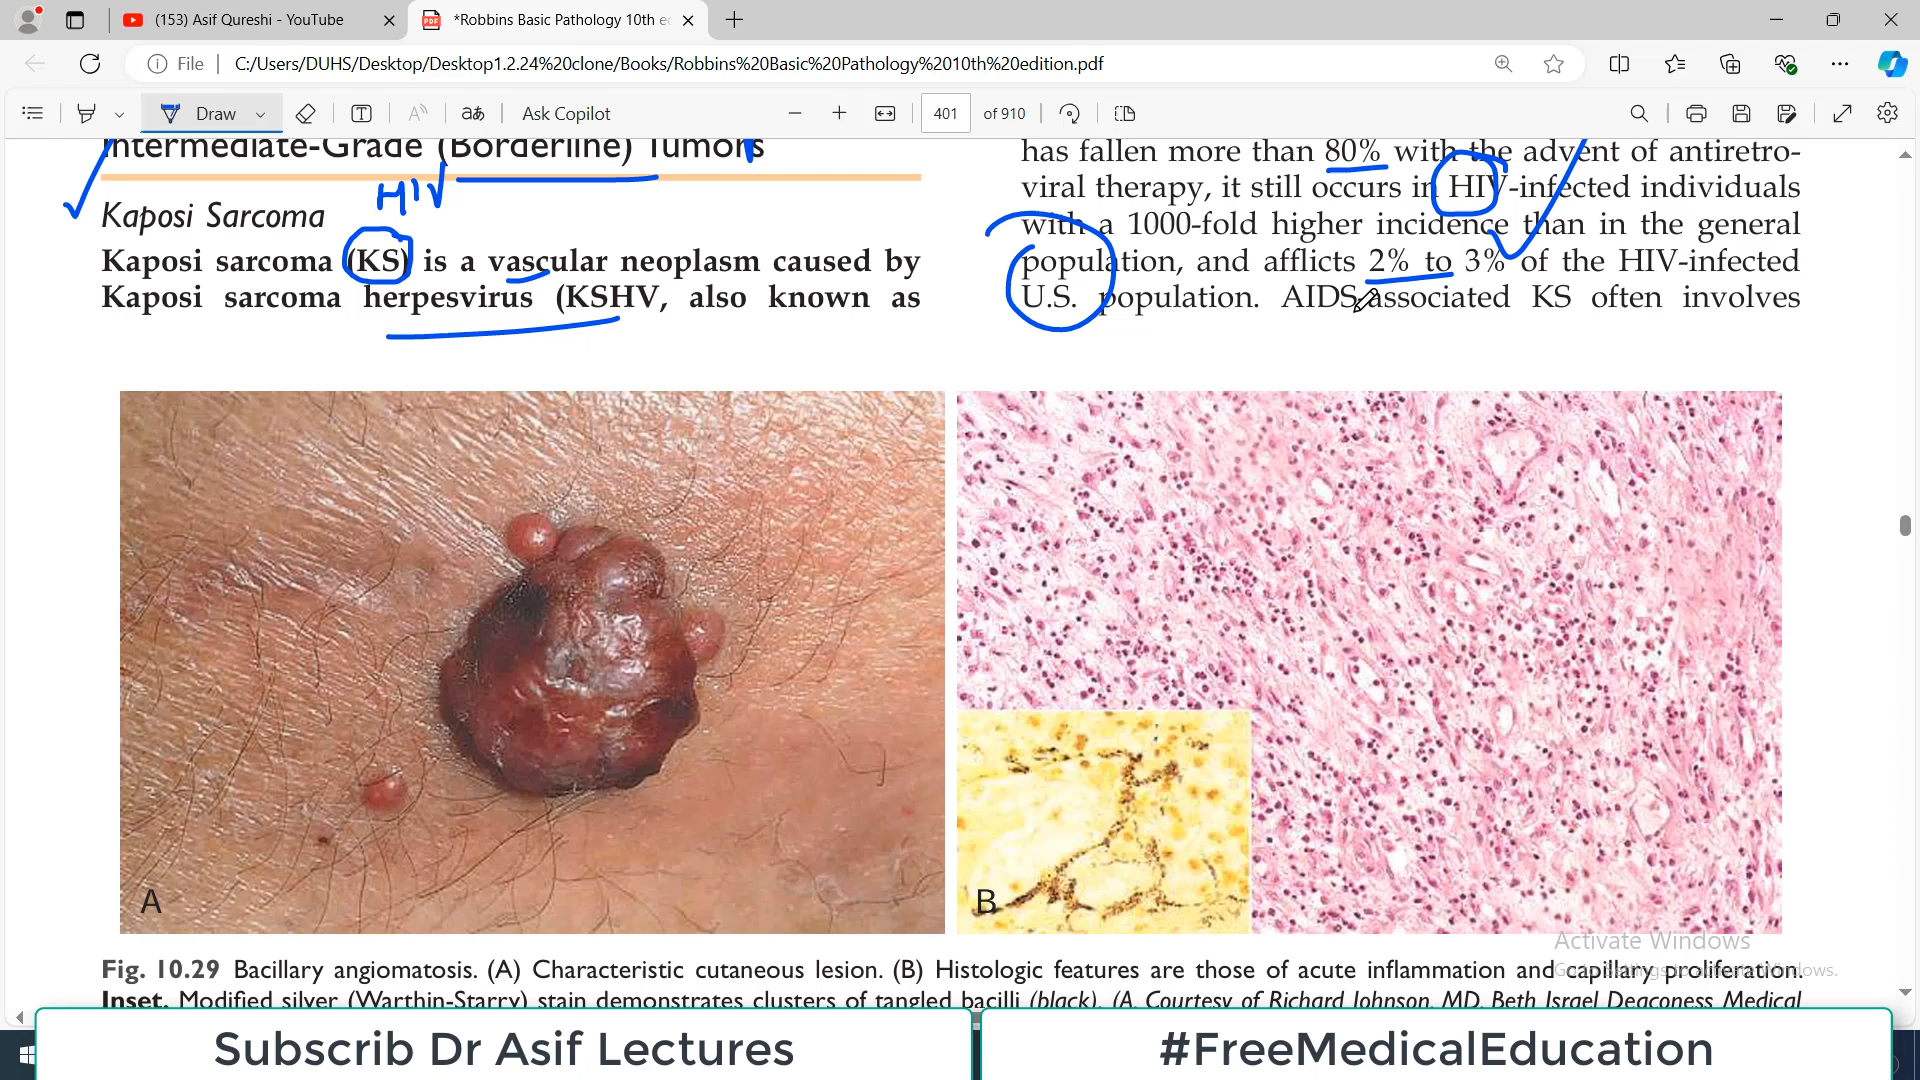 (153) Asif Qureshi - YouTube
*Robbins Basic Pathology 10th e
File
C:/Users/DUHS/Desktop/Desktop1.2.24%20clone/Books/Robbins%20Basic%20Pathology%2010th%20edition.pdf
Draw
Ask Copilot
401 of 910
Intermediate-Grade (Borderline) Tumors
HIV
Kaposi Sarcoma
Kaposi sarcoma (KS) is a vascular neoplasm caused by
Kaposi sarcoma herpesvirus (KSHV, also known as
has fallen more than 80% with the advent of antiretro-
viral therapy, it still occurs in HIV-infected individuals
with a 1000-fold higher incidence than in the general
population, and afflicts 2% to 3% of the HIV-infected
U.S. population. AIDS-associated KS often involves
A
B
Activate Windows
Go to Settings to activate Windows.
Fig. 10.29 Bacillary angiomatosis. (A) Characteristic cutaneous lesion. (B) Histologic features are those of acute inflammation and capillary proliferation.
Inset, Modified silver (Warthin-Starry) stain demonstrates clusters of tangled bacilli (black). (A, Courtesy of Richard Johnson, MD, Beth Israel Deaconess Medical
Subscrib Dr Asif Lectures
#FreeMedicalEducation